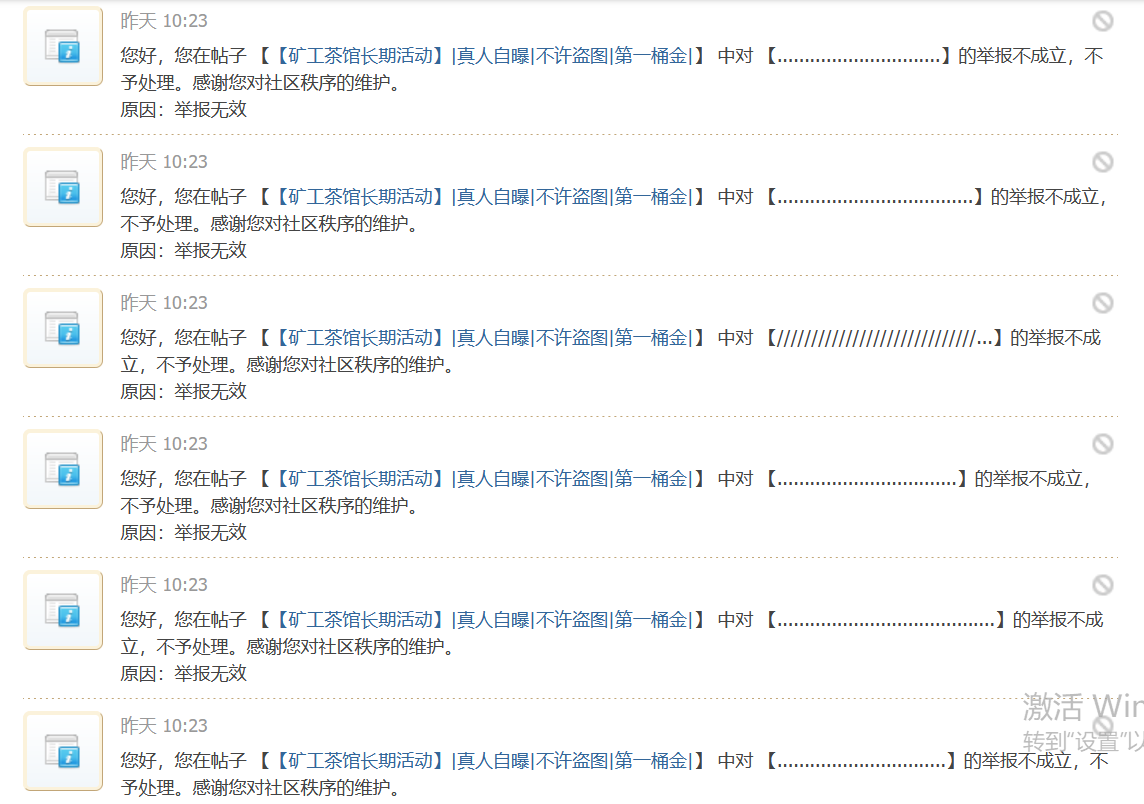 昨天 10:23
您好，您在帖子 【【矿工茶馆长期活动】|真人自曝|不许盗图|第一桶金|】 中对 【..............................】的举报不成立，不
予处理。感谢您对社区秩序的维护。
原因：举报无效
昨天 10:23
您好，您在帖子 【【矿工茶馆长期活动】|真人自曝|不许盗图|第一桶金|】 中对 【....................................】的举报不成立，
不予处理。感谢您对社区秩序的维护。
原因：举报无效
昨天 10:23
您好，您在帖子 【【矿工茶馆长期活动】|真人自曝|不许盗图|第一桶金|】 中对 【/////////////////////////////...】的举报不成
立，不予处理。感谢您对社区秩序的维护。
原因：举报无效
昨天 10:23
您好，您在帖子 【【矿工茶馆长期活动】|真人自曝|不许盗图|第一桶金|】 中对 【.................................】的举报不成立，
不予处理。感谢您对社区秩序的维护。
原因：举报无效
昨天 10:23
您好，您在帖子 【【矿工茶馆长期活动】|真人自曝|不许盗图|第一桶金|】 中对 【........................................】的举报不成
立，不予处理。感谢您对社区秩序的维护。
原因：举报无效
昨天 10:23
激活 Win
转到"设置"以
您好，您在帖子 【【矿工茶馆长期活动】|真人自曝|不许盗图|第一桶金|】 中对 【...............................】的举报不成立，不
予处理。感谢您对社区秩序的维护。